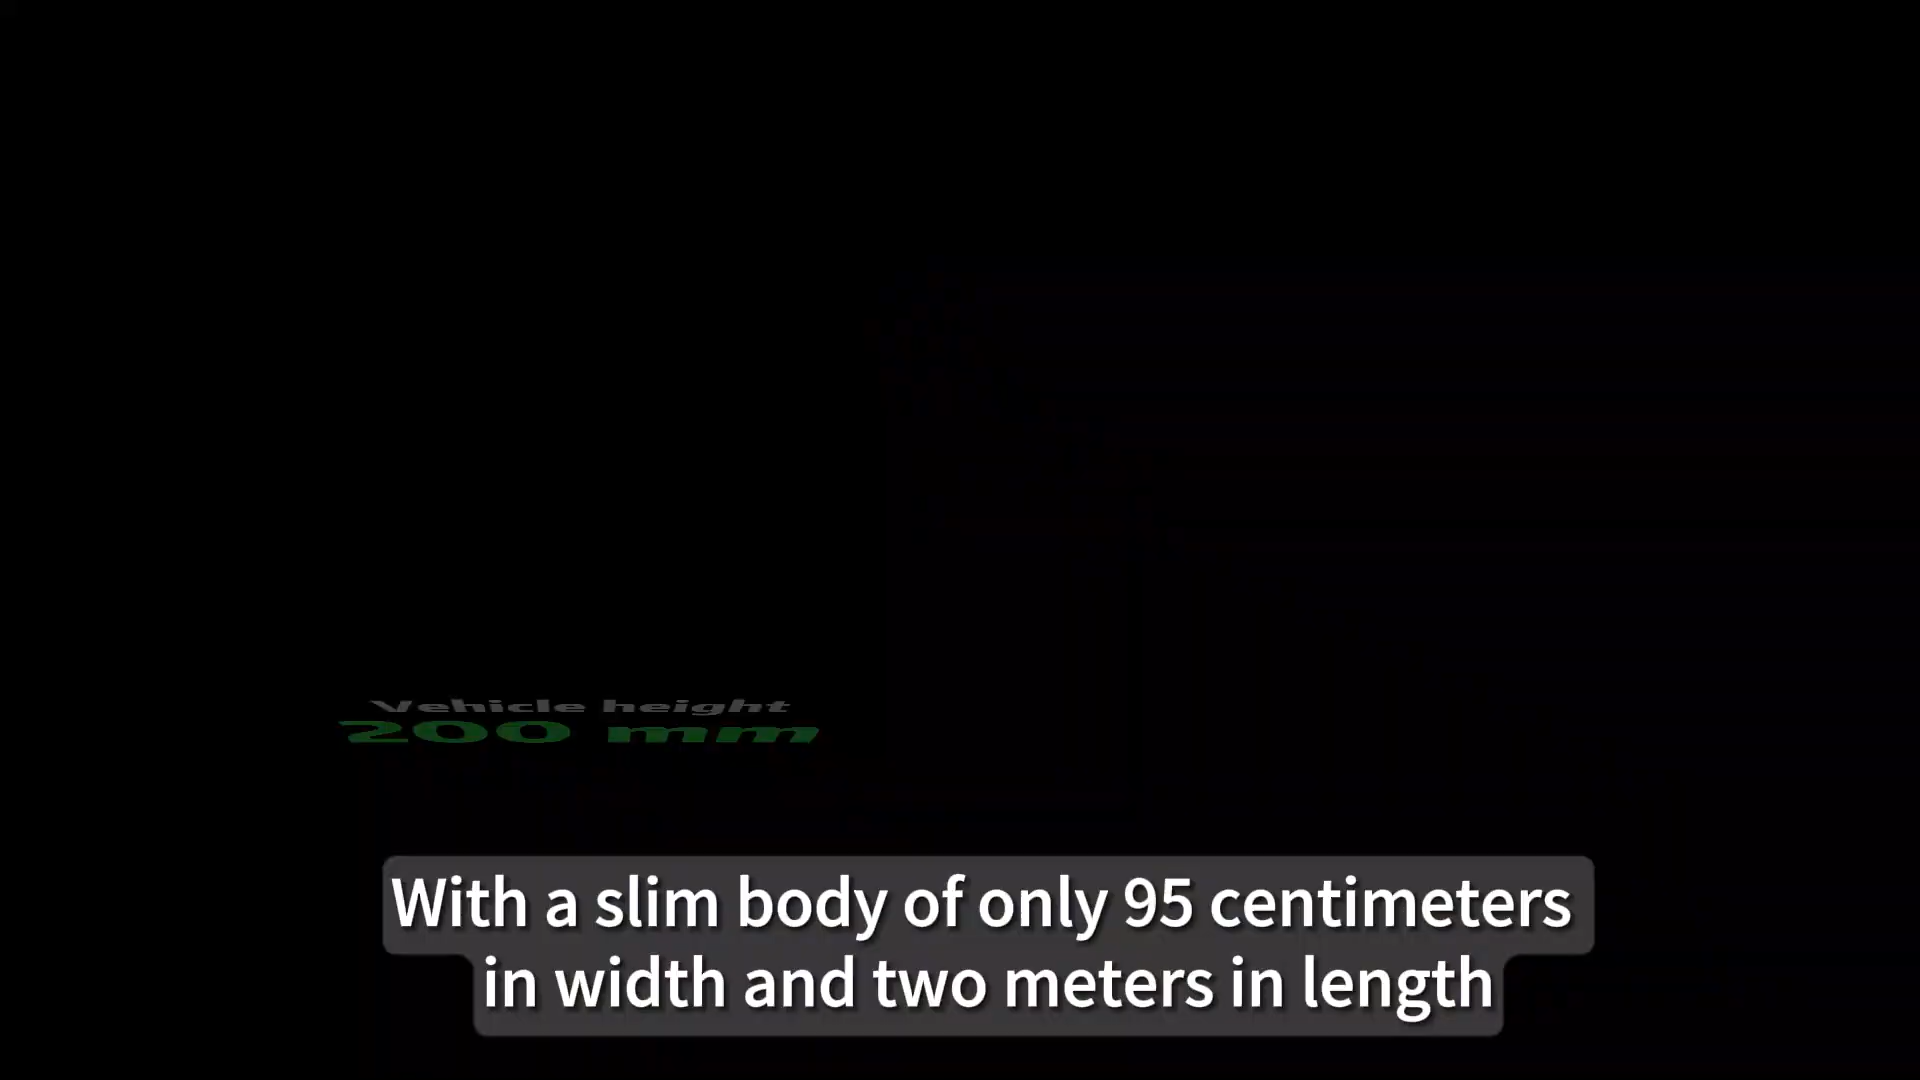 Vehicle height
200 mm
With a slim body of only 95 centimeters
in width and two meters in length